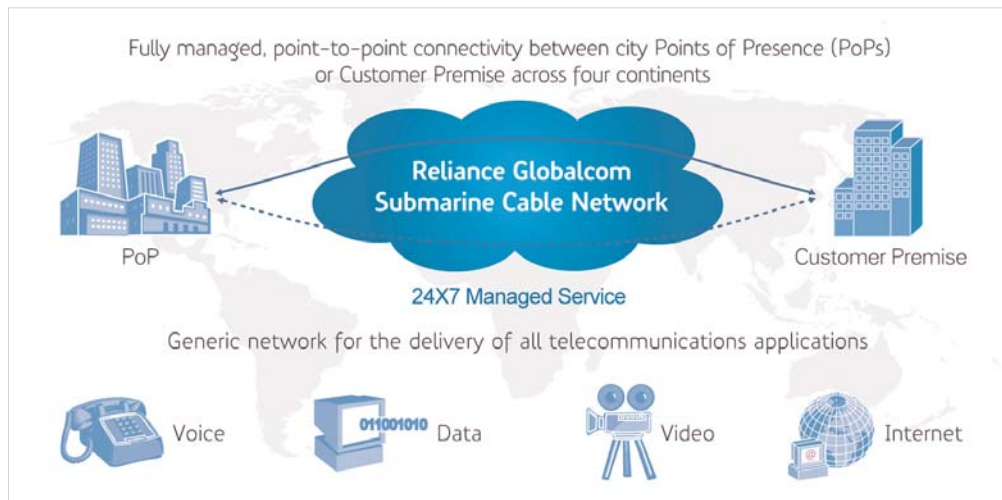 Fully managed, point-to-point connectivity between city Points of Presence (PoPs)
or Customer Premise across four continents
Reliance Globalcom
Submarine Cable Network
PoP
Customer Premise
24X7 Managed Service
Generic network for the delivery of all telecommunications applications
Voice
011001010
Data
Video
@
Internet